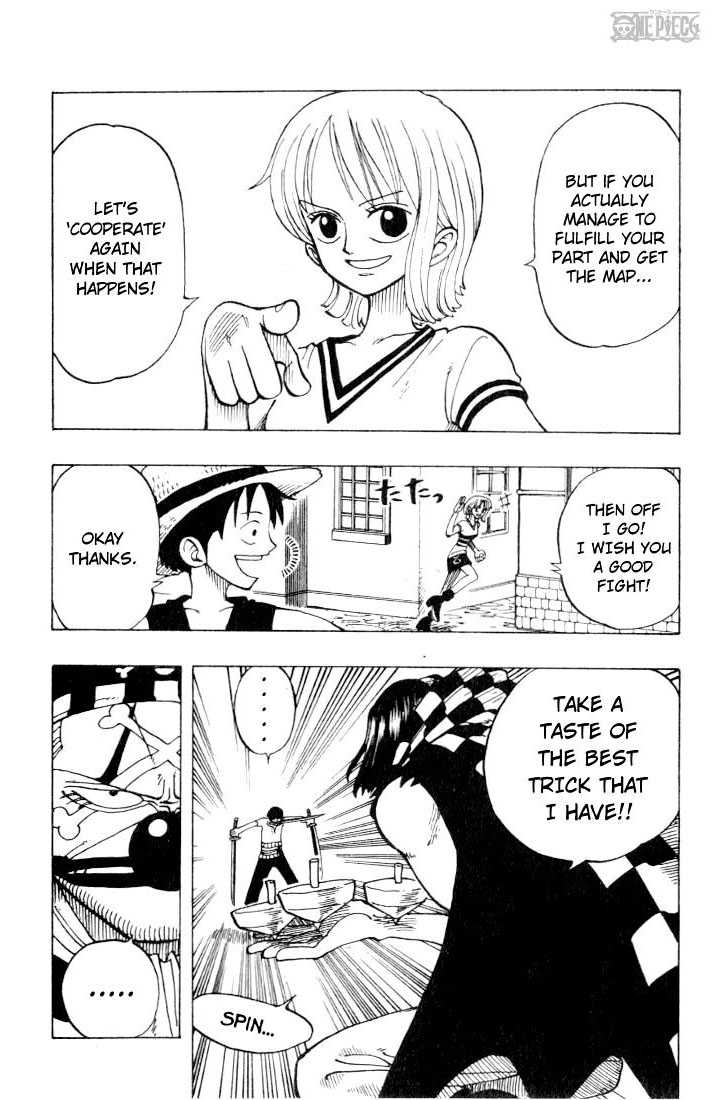 ONE PIECE
BUT IF YOU
ACTUALLY
MANAGE TO
FULFILL YOUR
PART AND GET
THE MAP...
LET'S
'COOPERATE'
AGAIN
WHEN THAT
HAPPENS!
THEN OFF
I GO!
I WISH YOU
A GOOD
FIGHT!
たたっ
OKAY
THANKS.
TAKE A
TASTE OF
THE BEST
TRICK THAT
I HAVE!!
....
SPIN...
.....